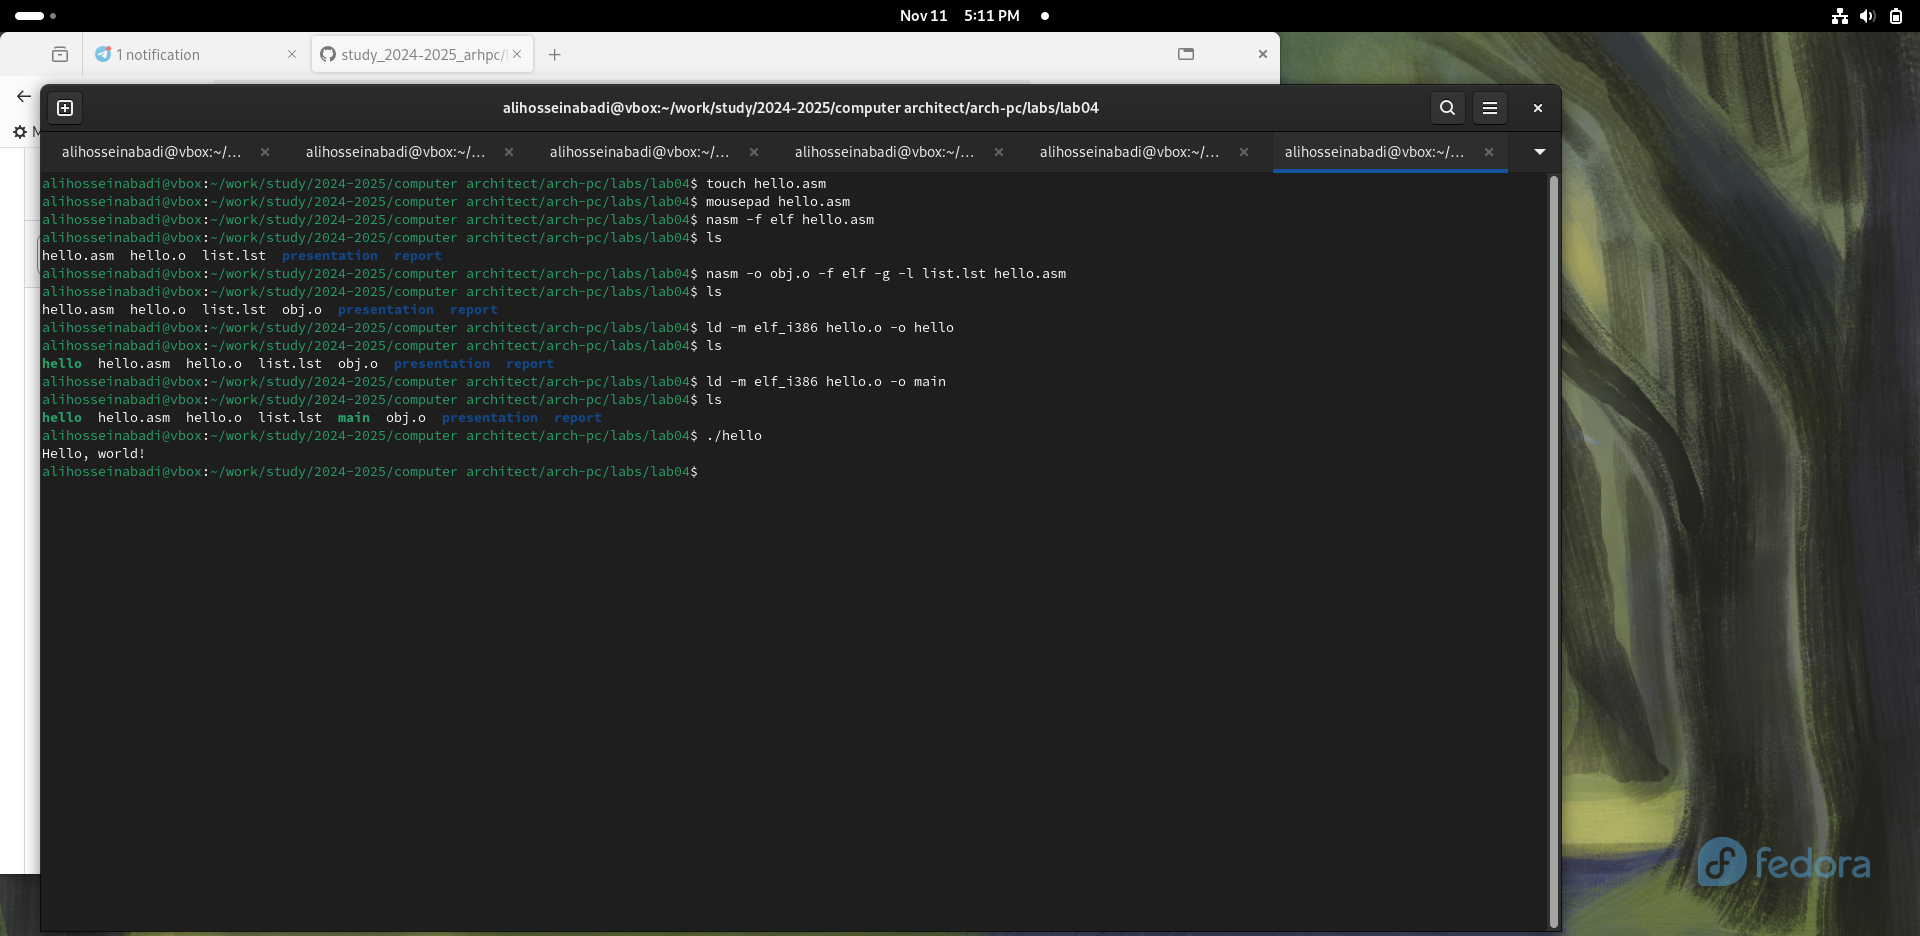 Nov 11 5:11 PM
1 notification
study_2024-2025_arhpc/
alihosseinabadi@vbox:~/work/study/2024-2025/computer architect/arch-pc/labs/lab04
M
alihosseinabadi@vbox:~/... alihosseinabadi@vbox:~/... alihosseinabadi@vbox:~/... alihosseinabadi@vbox:~/... alihosseinabadi@vbox:~/... alihosseinabadi@vbox:~/...
alihosseinabadi@vbox:~/work/study/2024-2025/computer architect/arch-pc/labs/lab04$ touch hello.asm
alihosseinabadi@vbox:~/work/study/2024-2025/computer architect/arch-pc/labs/lab04$ mousepad hello.asm
alihosseinabadi@vbox:~/work/study/2024-2025/computer architect/arch-pc/labs/lab04$ nasm -f elf hello.asm
alihosseinabadi@vbox:~/work/study/2024-2025/computer architect/arch-pc/labs/lab04$ ls
hello.asm hello.o list.lst presentation report
alihosseinabadi@vbox:~/work/study/2024-2025/computer architect/arch-pc/labs/lab04$ nasm -o obj.o -f elf -g -l list.lst hello.asm
alihosseinabadi@vbox:~/work/study/2024-2025/computer architect/arch-pc/labs/lab04$ ls
hello.asm hello.o list.lst obj.o presentation report
alihosseinabadi@vbox:~/work/study/2024-2025/computer architect/arch-pc/labs/lab04$ ld -m elf_i386 hello.o -o hello
alihosseinabadi@vbox:~/work/study/2024-2025/computer architect/arch-pc/labs/lab04$ ls
hello hello.asm hello.o list.lst obj.o presentation report
alihosseinabadi@vbox:~/work/study/2024-2025/computer architect/arch-pc/labs/lab04$ ld -m elf_i386 hello.o -o main
alihosseinabadi@vbox:~/work/study/2024-2025/computer architect/arch-pc/labs/lab04$ ls
hello hello.asm hello.o list.lst main obj.o presentation report
alihosseinabadi@vbox:~/work/study/2024-2025/computer architect/arch-pc/labs/lab04$ ./hello
Hello, world!
alihosseinabadi@vbox:~/work/study/2024-2025/computer architect/arch-pc/labs/lab04$
fedora